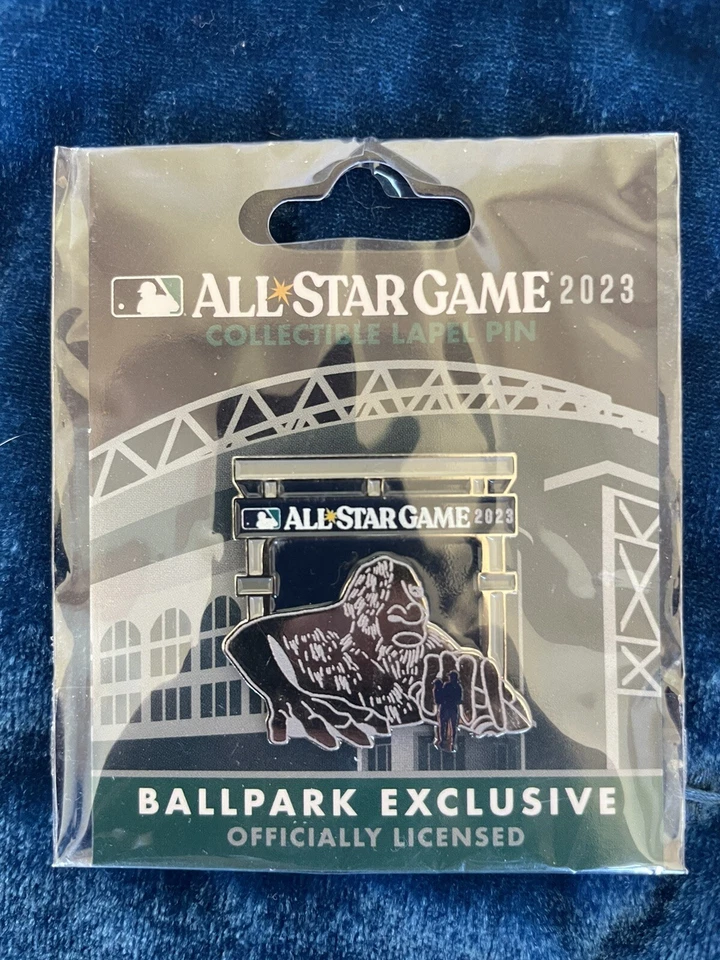 ALL STAR GAME 2023
COLLECTIBLE LAPEL PIN
ALL STAR GAME 2023
BALLPARK EXCLUSIVE
OFFICIALLY LICENSED